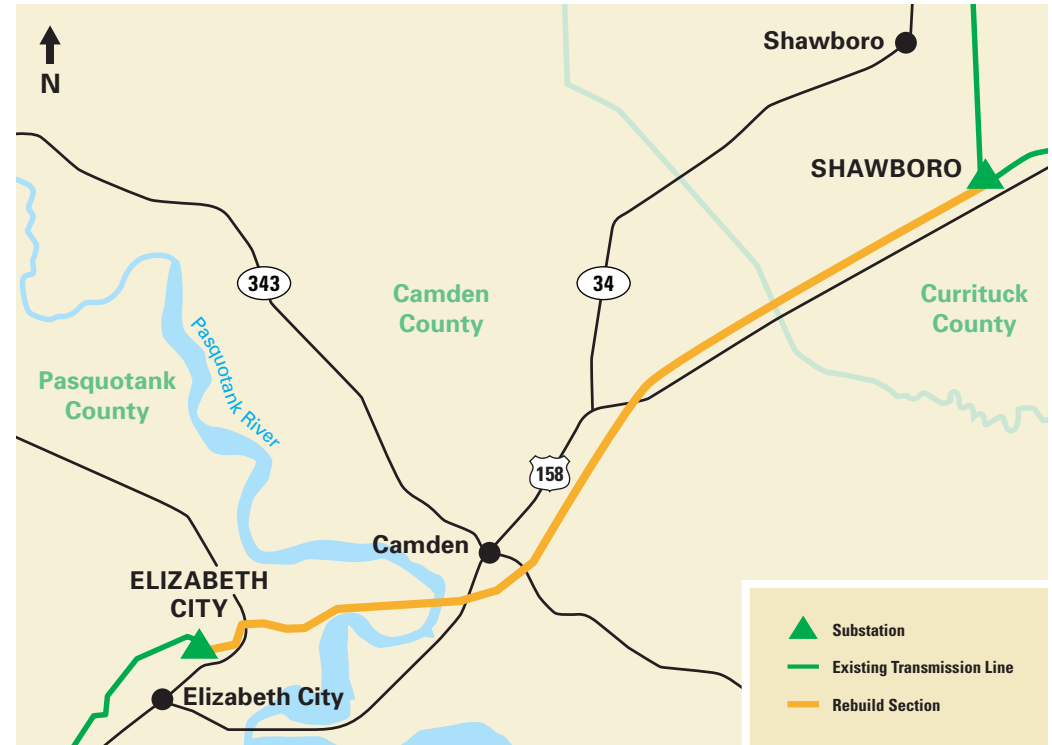 N
Shawboro
SHAWBORO
343
Camden
County
34
Currituck
County
Pasquotank
County
Pasquotank River
158
Camden
ELIZABETH
CITY
Elizabeth City
Substation
Existing Transmission Line
Rebuild Section